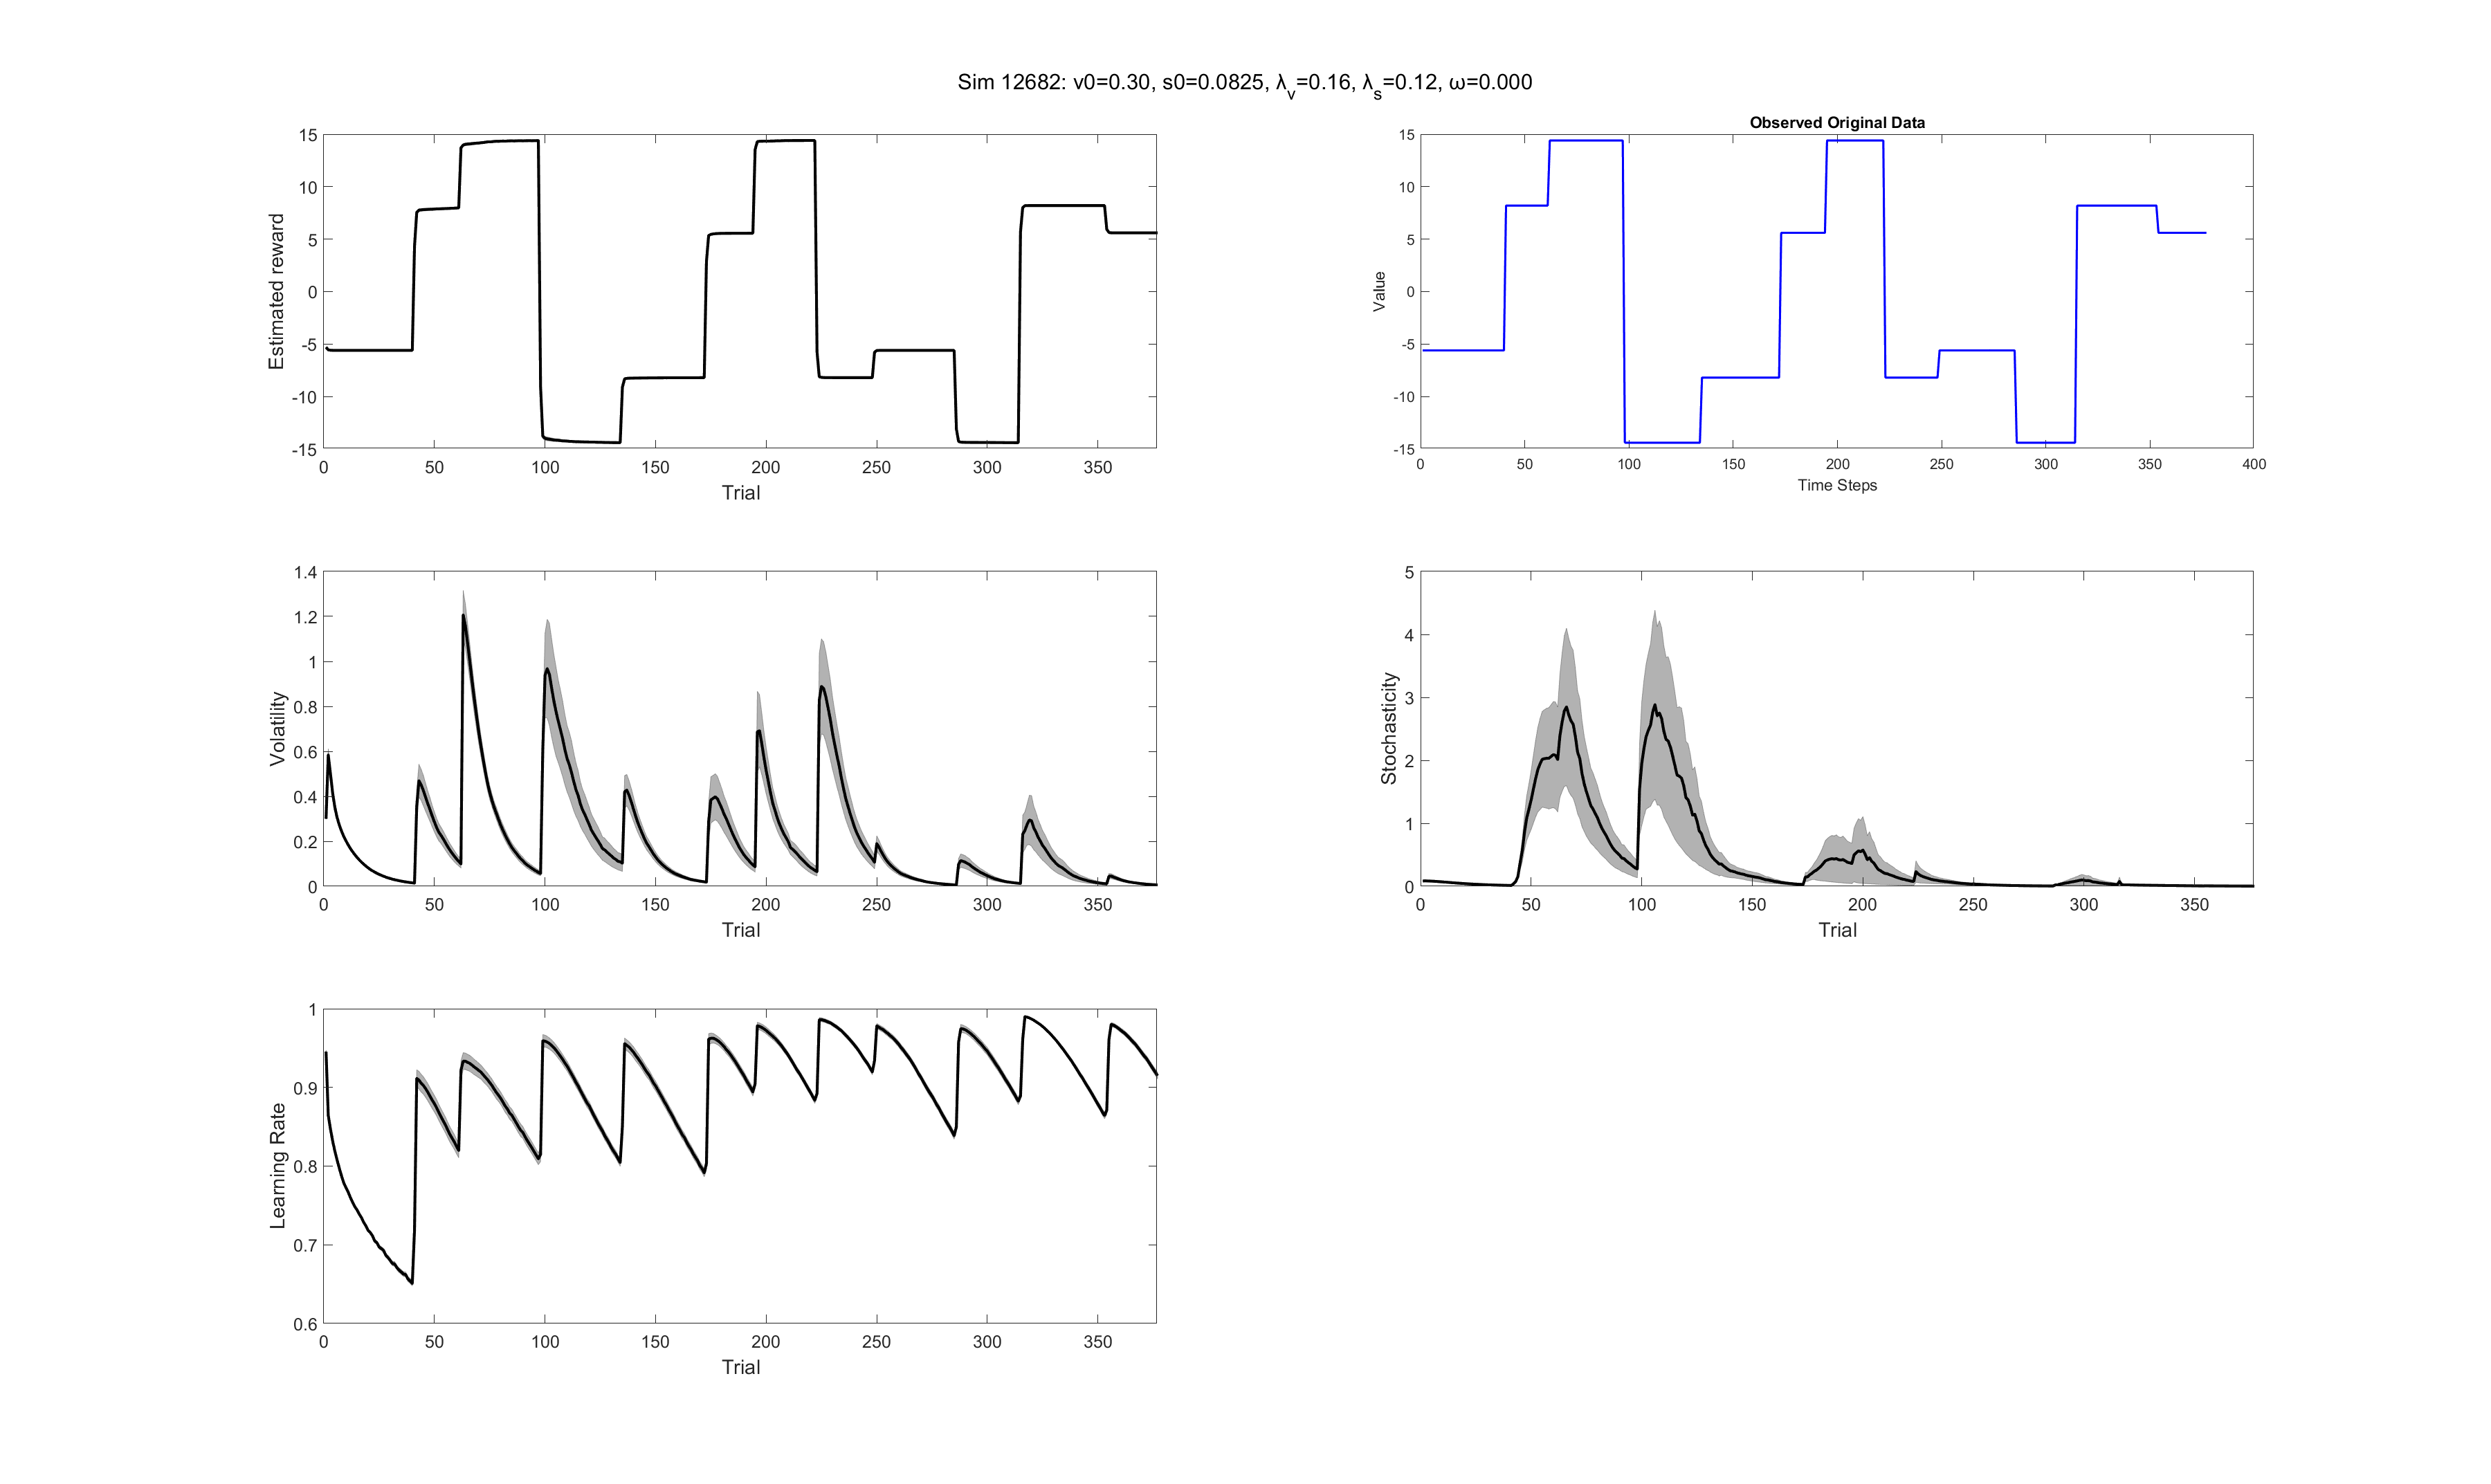 Sim 12682: v0=0.30, s0=0.0825, λv=0.16, λs=0.12, ω=0.000
15
10
5
0
-5
-10
-15
Estimated reward
0 50 100 150 200 250 300 350
Trial
Observed Original Data
15
10
5
0
-5
-10
-15
Value
0 50 100 150 200 250 300 350 400
Time Steps
1.4
1.2
1
0.8
0.6
0.4
0.2
0
Volatility
0 50 100 150 200 250 300 350
Trial
5
4
3
2
1
0
Stochasticity
0 50 100 150 200 250 300 350
Trial
1
0.9
0.8
0.7
0.6
Learning Rate
0 50 100 150 200 250 300 350
Trial